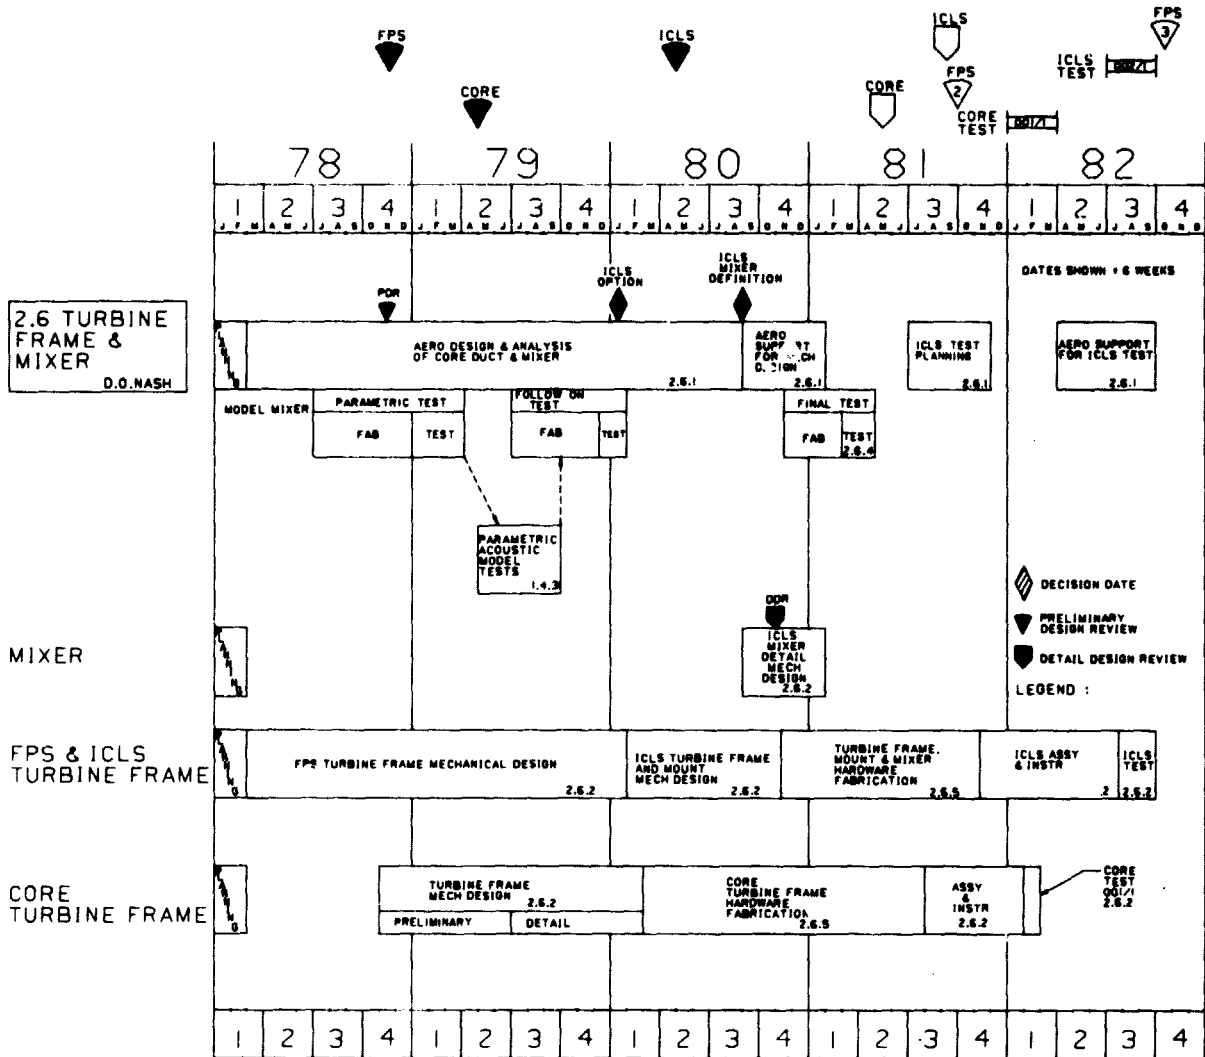 FPS
ICLS
ICLS
FPS
3
CORE
CORE
FPS
2
ICLS
TEST
CORE
TEST
001/1
78 79 80 81 82
1 2 3 4 1 2 3 4 1 2 3 4 1 2 3 4 1 2 3 4
J F M A M J J A S O N D J F M A M J J A S O N D J F M A M J J A S O N D J F M A M J J A S O N D J F M A M J J A S O N D
2.6 TURBINE
FRAME &
MIXER
D.O.NASH
PDR
ICLS
OPTION
ICLS
MIXER
DEFINITION
DATES SHOWN
6 WEEKS
AERO DESIGN & ANALYSIS
OF CORE DUCT & MIXER
2.6.1
AERO
SUPPORT
FOR
2.6.1
ICLS TEST
PLANNING
2.6.1
AERO SUPPORT
FOR ICLS TEST
2.6.1
MODEL MIXER
PARAMETRIC TEST
FAB
TEST
FOLLOW ON
TEST
FAB
TEST
FINAL TEST
FAB
TEST
2.6.4
PARAMETRIC
ACOUSTIC
MODEL
TESTS
1.4.3
MIXER
DDR
ICLS
MIXER
DETAIL
MECH
DESIGN
2.6.2
DECISION DATE
PRELIMINARY
DESIGN REVIEW
DETAIL DESIGN REVIEW
LEGEND :
FPS & ICLS
TURBINE FRAME
FPS TURBINE FRAME MECHANICAL DESIGN
2.6.2
ICLS TURBINE FRAME
AND MOUNT
MECH DESIGN
2.6.2
TURBINE FRAME,
MOUNT & MIXER
HARDWARE
FABRICATION
2.6.5
ICLS ASSY
& INSTR
.2
ICLS
TEST
2.6.2
CORE
TURBINE FRAME
TURBINE FRAME
MECH DESIGN
2.6.2
PRELIMINARY
DETAIL
CORE
TURBINE FRAME
HARDWARE
FABRICATION
2.6.5
ASSY
&
INSTR
2.6.2
CORE
TEST
001/1
2.6.2
1 2 3 4 1 2 3 4 1 2 3 4 1 2 3 4 1 2 3 4